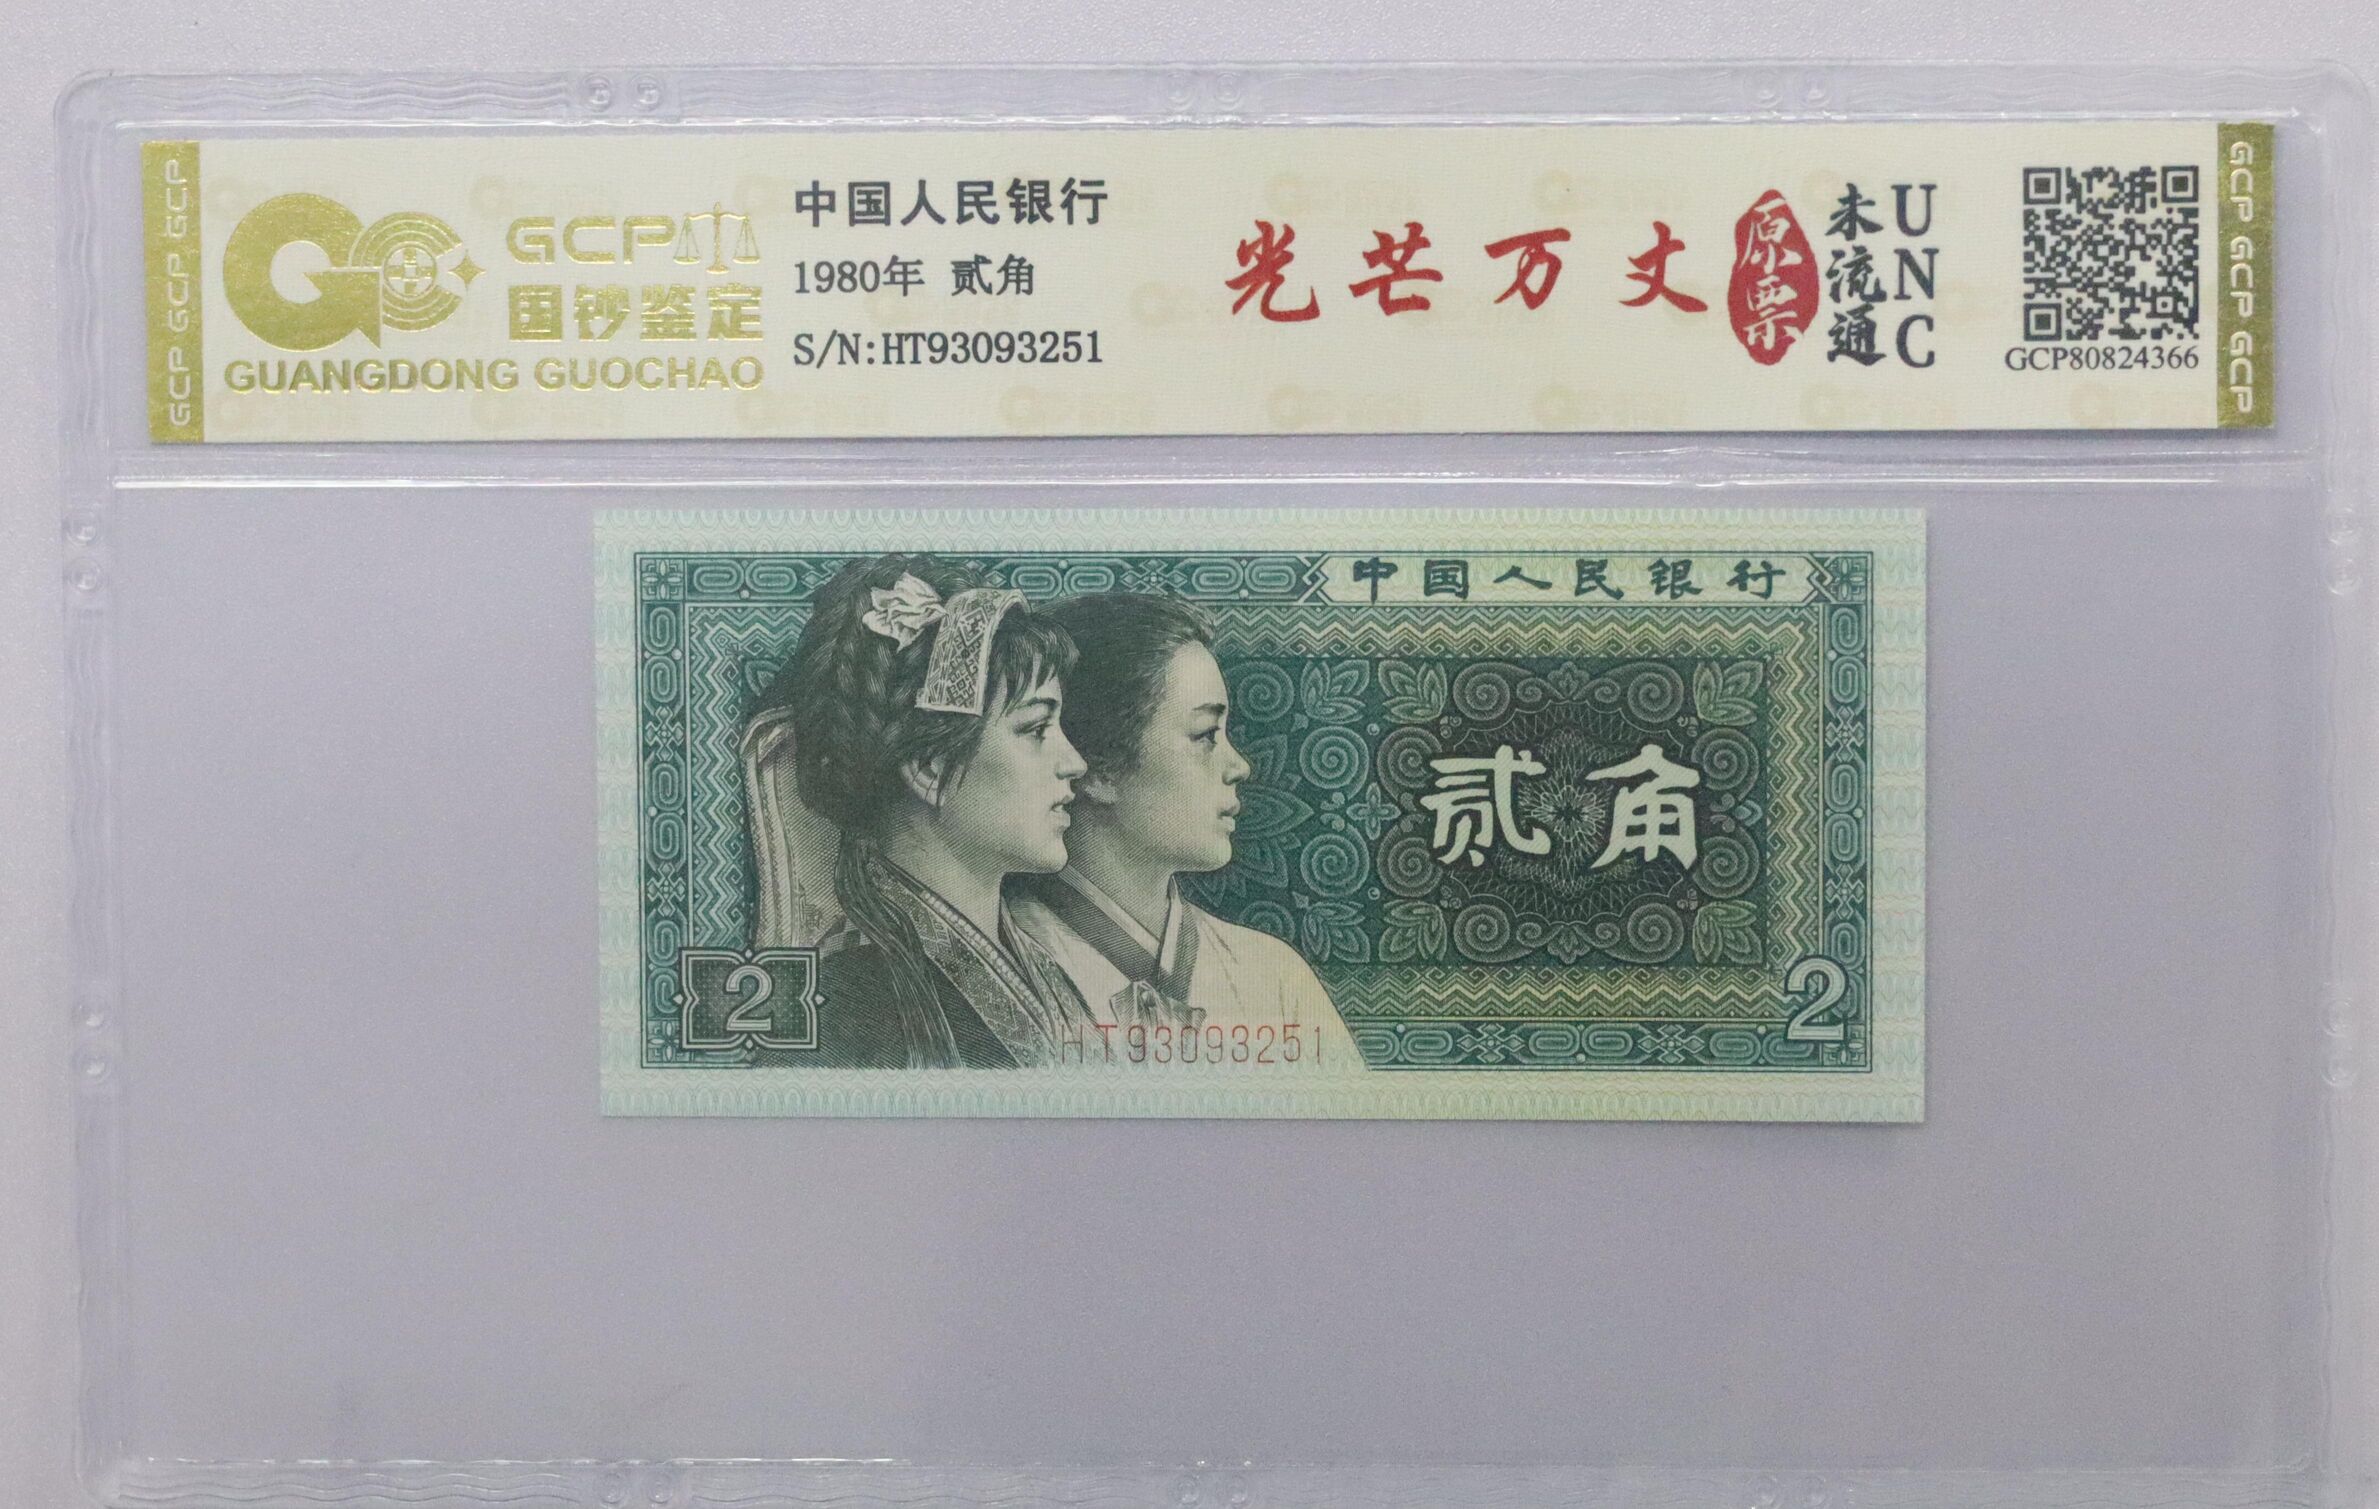 GCP GCP GCP
GCP
国钞鉴定
GUANGDONG GUOCHAO
中国人民银行
1980年 贰角
S/N:HT93093251
光芒万丈
原票
未流通
UNC
GCP80824366
GCP GCP GCP
中国人民银行
贰角
2
2
HT93093251